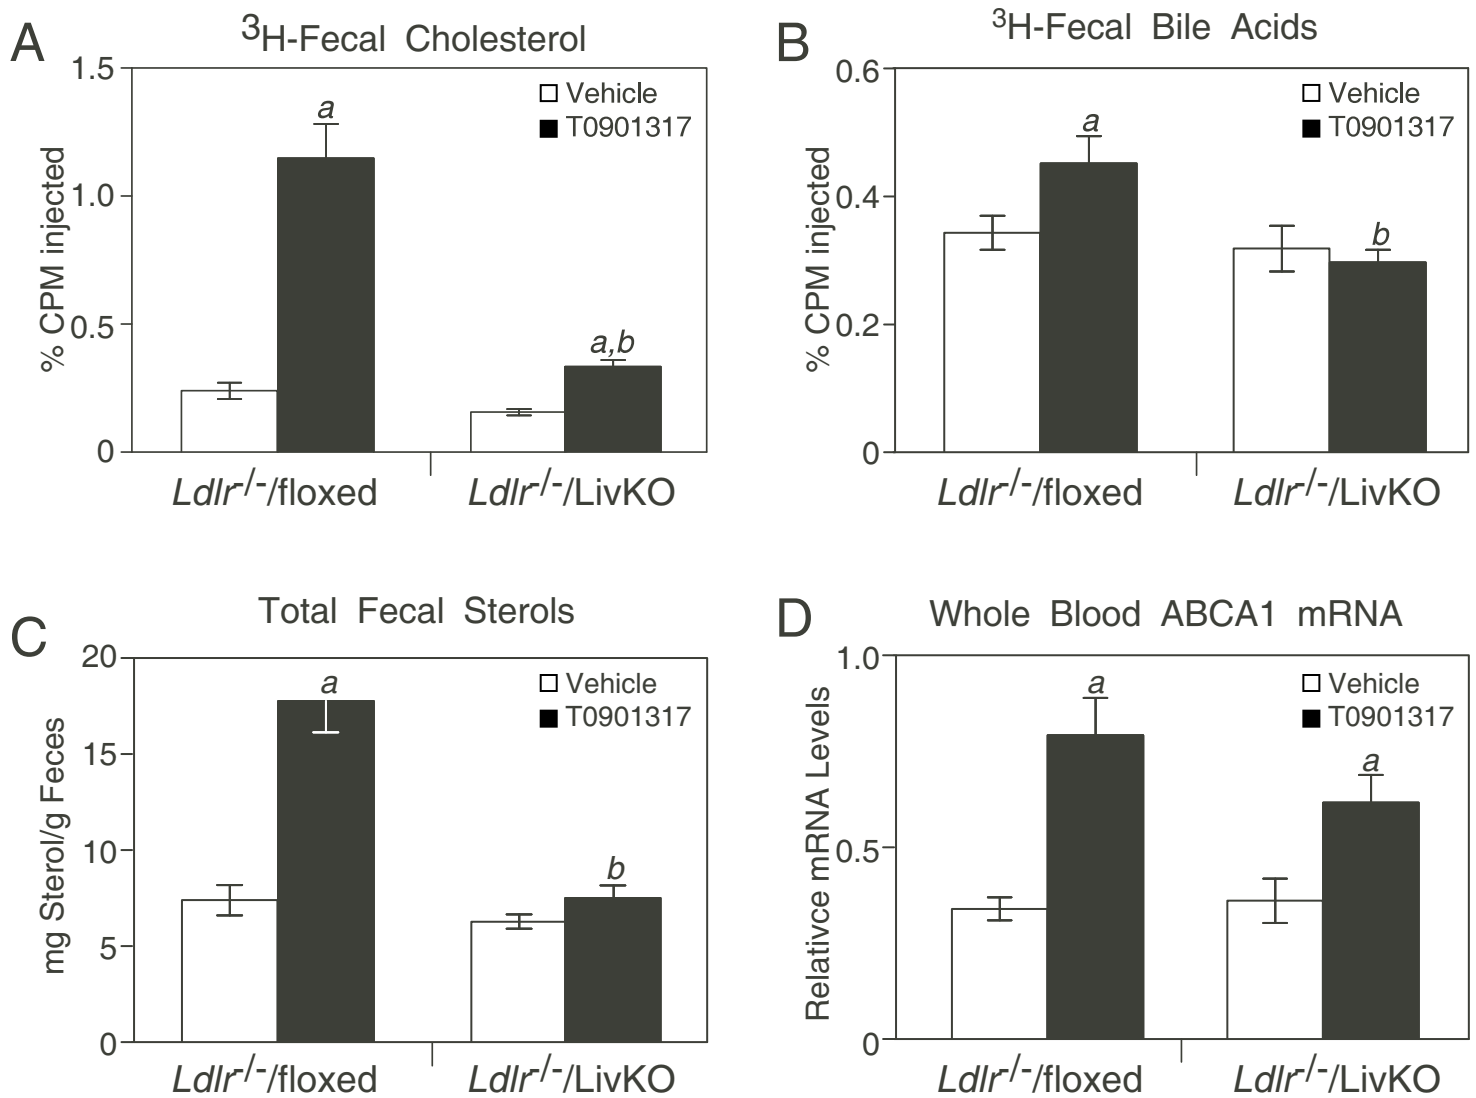 A
³H-Fecal Cholesterol
1.5
1.0
0.5
0
% CPM injected
Vehicle
T0901317
a
a,b
Ldlr-/-/floxed
Ldlr-/-/LivKO
B
³H-Fecal Bile Acids
0.6
0.4
0.2
0
% CPM injected
Vehicle
T0901317
a
b
Ldlr-/-/floxed
Ldlr-/-/LivKO
C
Total Fecal Sterols
20
15
10
5
0
mg Sterol/g Feces
Vehicle
T0901317
a
b
Ldlr-/-/floxed
Ldlr-/-/LivKO
D
Whole Blood ABCA1 mRNA
1.0
0.5
0
Relativce mRNA Levels
Vehicle
T0901317
a
a
Ldlr-/-/floxed
Ldlr-/-/LivKO